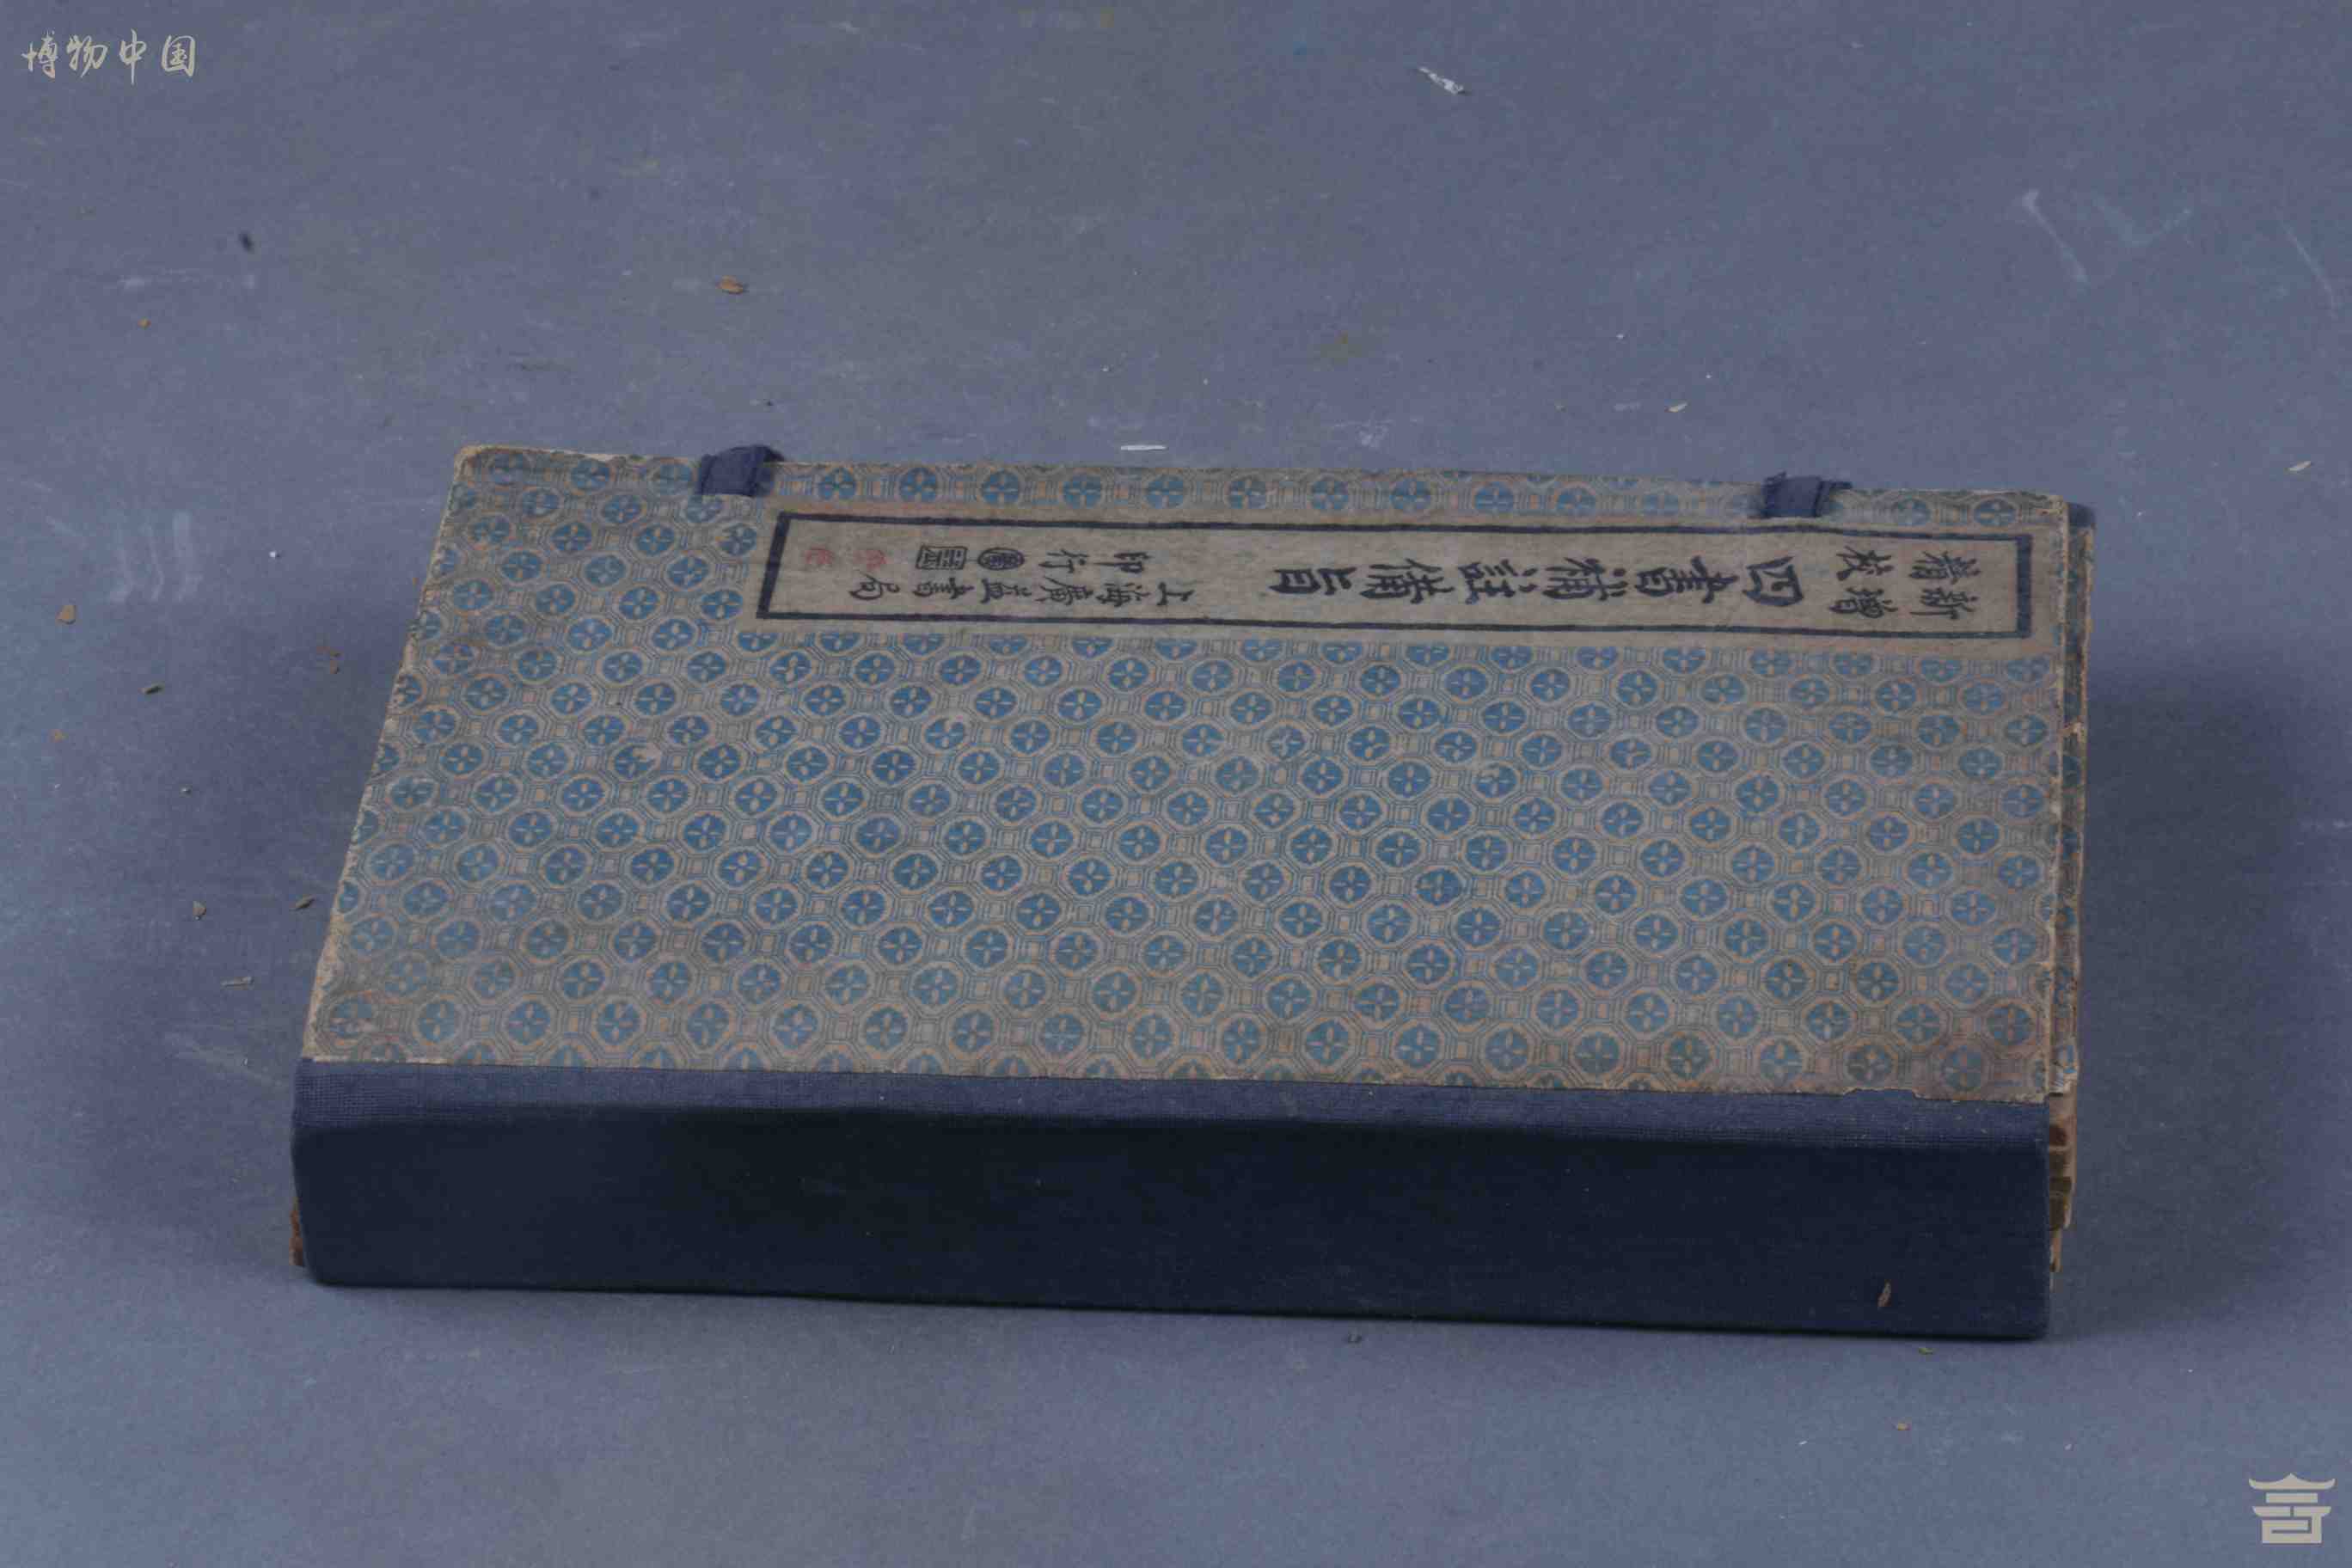 博物中国
新增
舊校
四書補註備旨
上海廣益書局
印行